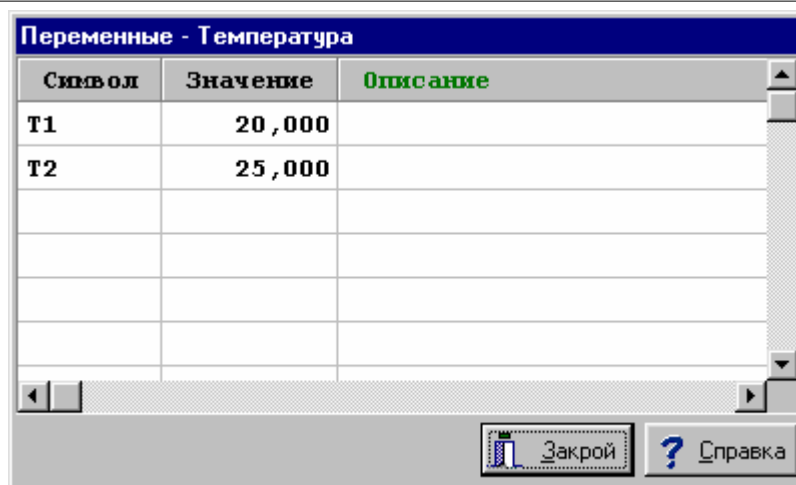 Переменные - Температура
Символ Значение Описание
T1 20,000
T2 25,000
Закрой Справка